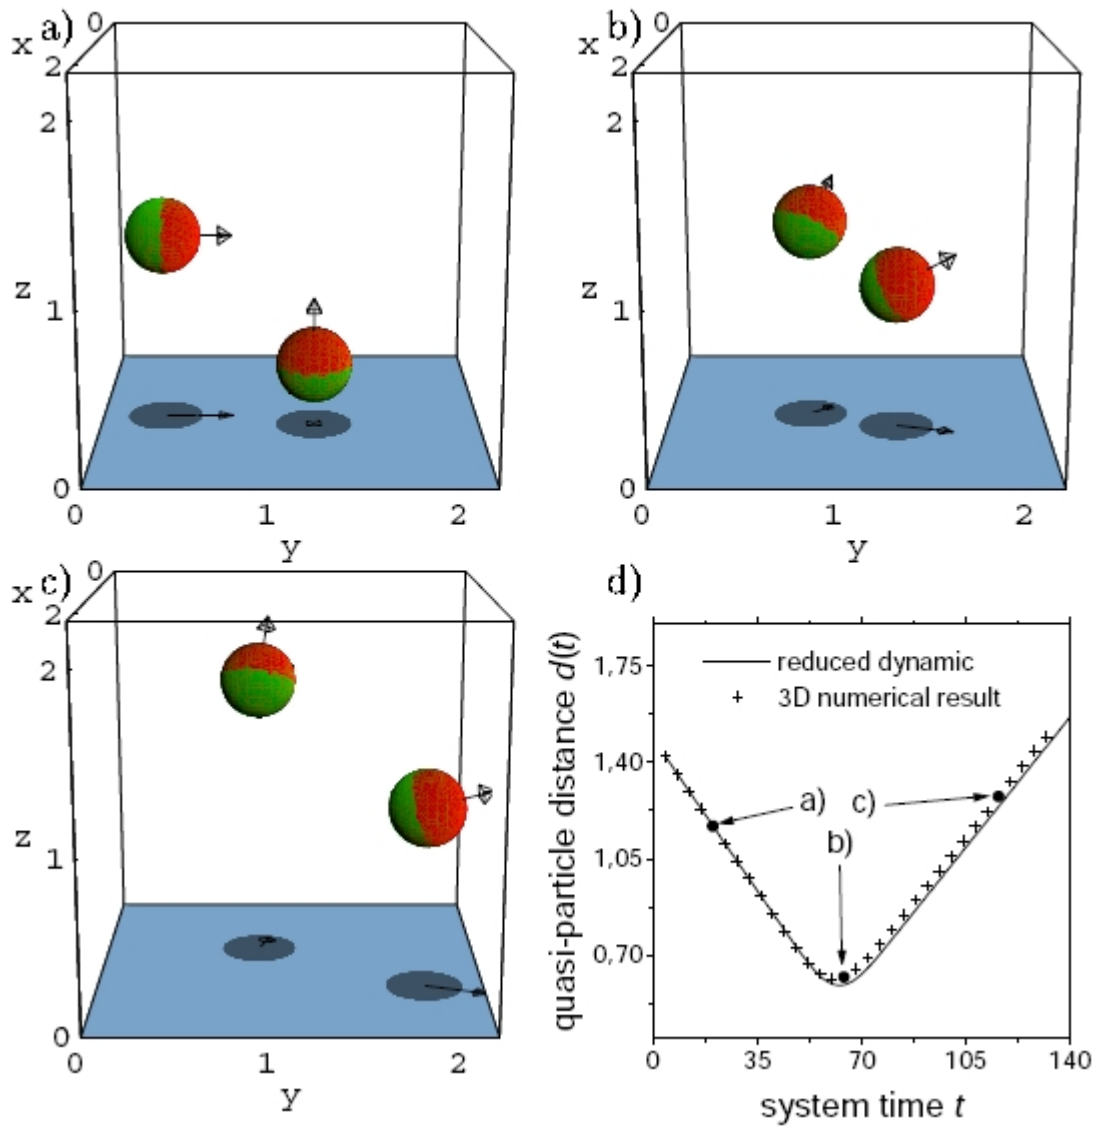 a)
x 0
2
2
z
1
0
0 1 2
y
b)
x 0
2
2
z
1
0
0 1 2
y
c)
x 0
2
2
z
1
0
0 1 2
y
d)
quasi-particle distance d(t)
1,75
1,40
1,05
0,70
reduced dynamic
+ 3D numerical result
a)
c)
b)
0 35 70 105 140
system time t